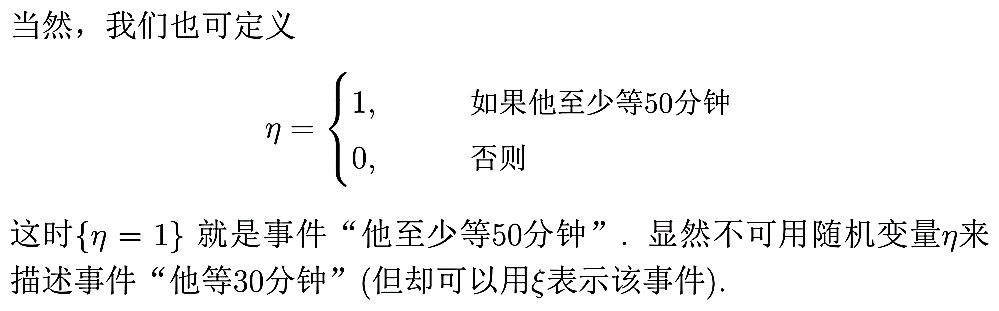 当然，我们也可定义
η = { 1, 如果他至少等50分钟
0, 否则
这时{η = 1} 就是事件“他至少等50分钟”. 显然不可用随机变量η来
描述事件“他等30分钟” (但却可以用ξ表示该事件).